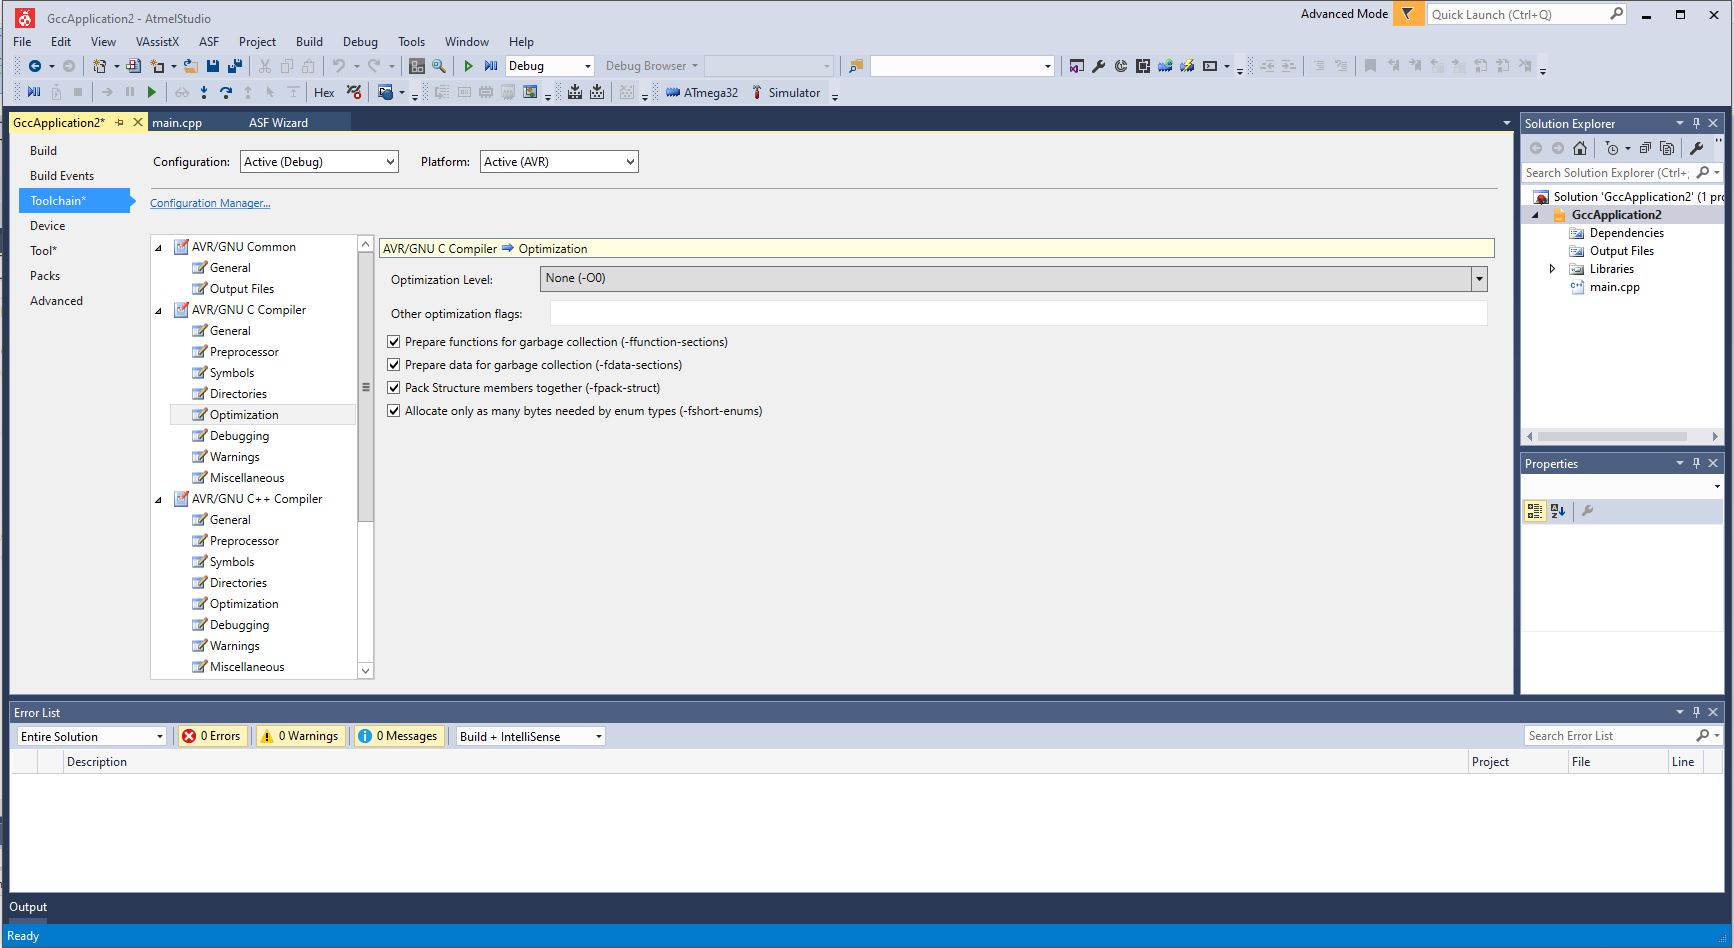 GccApplication2 - AtmelStudio
Advanced Mode
Quick Launch (Ctrl+Q)
File Edit View VAssistX ASF Project Build Debug Tools Window Help
Debug
Debug Browser
Hex
ATmega32
Simulator
GccApplication2*
main.cpp
ASF Wizard
Build
Build Events
Toolchain*
Device
Tool*
Packs
Advanced
Configuration: Active (Debug)
Platform: Active (AVR)
Configuration Manager...
AVR/GNU Common
General
Output Files
AVR/GNU C Compiler
General
Preprocessor
Symbols
Directories
Optimization
Debugging
Warnings
Miscellaneous
AVR/GNU C++ Compiler
General
Preprocessor
Symbols
Directories
Optimization
Debugging
Warnings
Miscellaneous
AVR/GNU C Compiler Optimization
Optimization Level: None (-O0)
Other optimization flags:
Prepare functions for garbage collection (-ffunction-sections)
Prepare data for garbage collection (-fdata-sections)
Pack Structure members together (-fpack-struct)
Allocate only as many bytes needed by enum types (-fshort-enums)
Solution Explorer
Search Solution Explorer (Ctrl+;
Solution 'GccApplication2' (1 pro
GccApplication2
Dependencies
Output Files
Libraries
main.cpp
Properties
Error List
Entire Solution
0 Errors
0 Warnings
0 Messages
Build + IntelliSense
Search Error List
Description Project File Line
Output
Ready